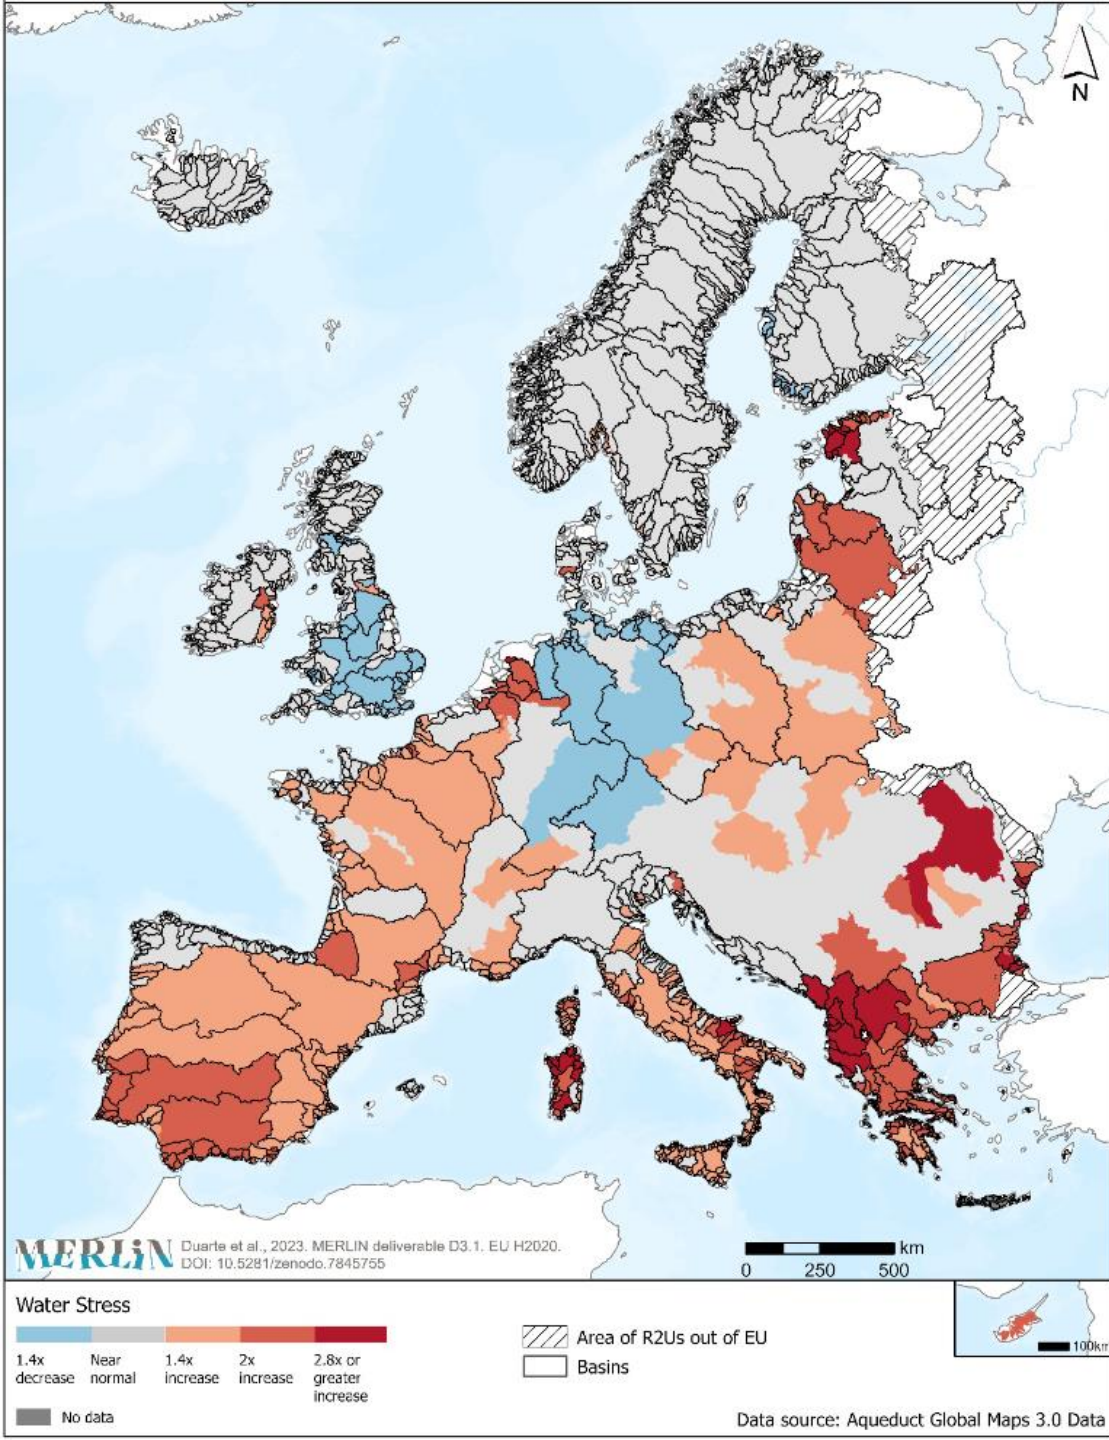 N
MERLiN
Duarte et al., 2023. MERLIN deliverable D3.1. EU H2020.
DOI: 10.5281/zenodo.7845755
km
0 250 500
Water Stress
1.4x decrease
Near normal
1.4x increase
2x increase
2.8x or greater increase
No data
Area of R2Us out of EU
Basins
100km
Data source: Aqueduct Global Maps 3.0 Data